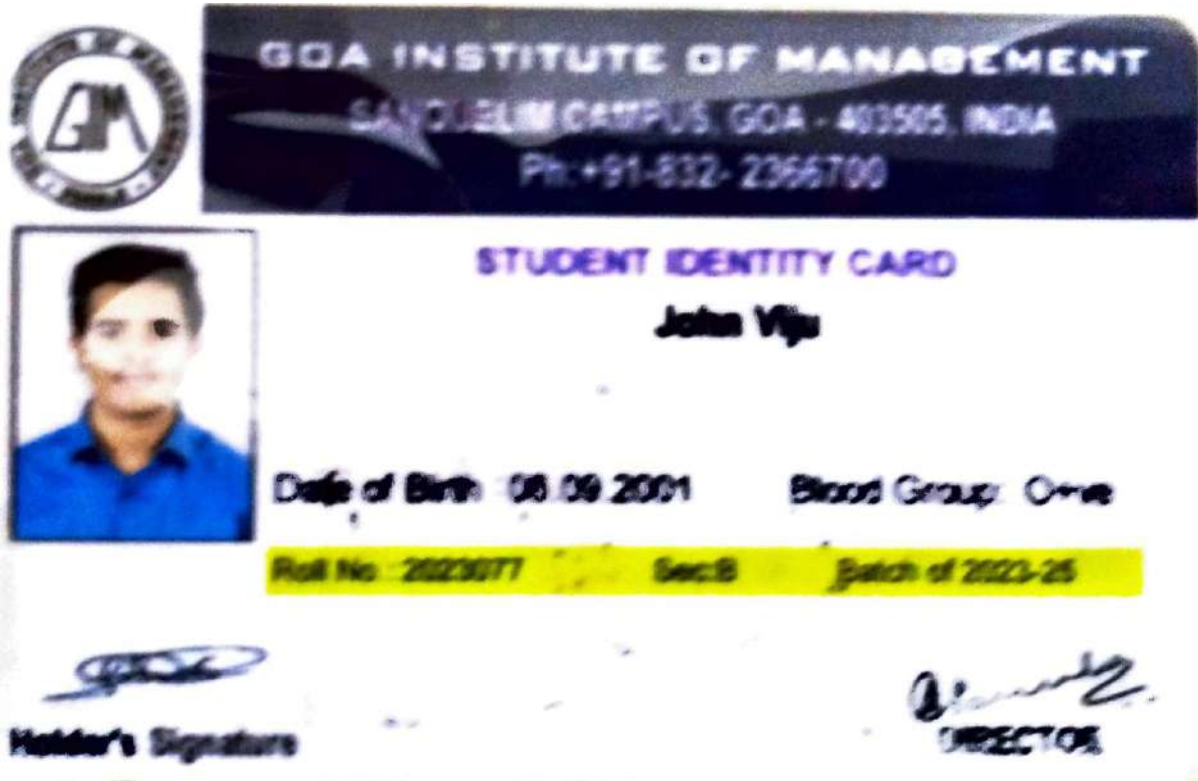 GOA INSTITUTE OF MANAGEMENT
SANQUELIM CAMPUS, GOA - 403505, INDIA
Ph:+91-832- 2366700
GIM
STUDENT IDENTITY CARD
John Viju
Date of Birth 08.09.2001 Blood Group: O+ve
Roll No : 2023077 Sec:B Batch of 2023-25
Holder's Signature
DIRECTOR